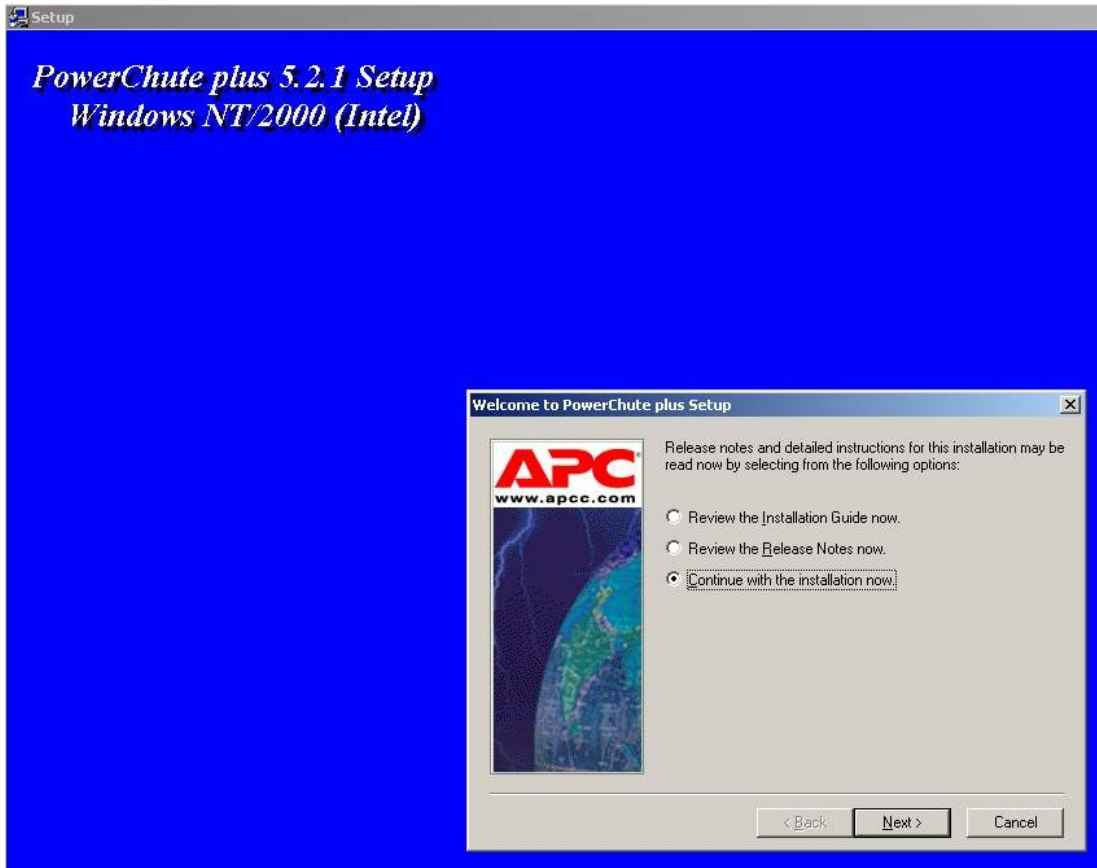 Setup
PowerChute plus 5.2.1 Setup
Windows NT/2000 (Intel)
Welcome to PowerChute plus Setup
APC
www.apcc.com
Release notes and detailed instructions for this installation may be
read now by selecting from the following options:
Review the Installation Guide now.
Review the Release Notes now.
Continue with the installation now.
< Back
Next >
Cancel